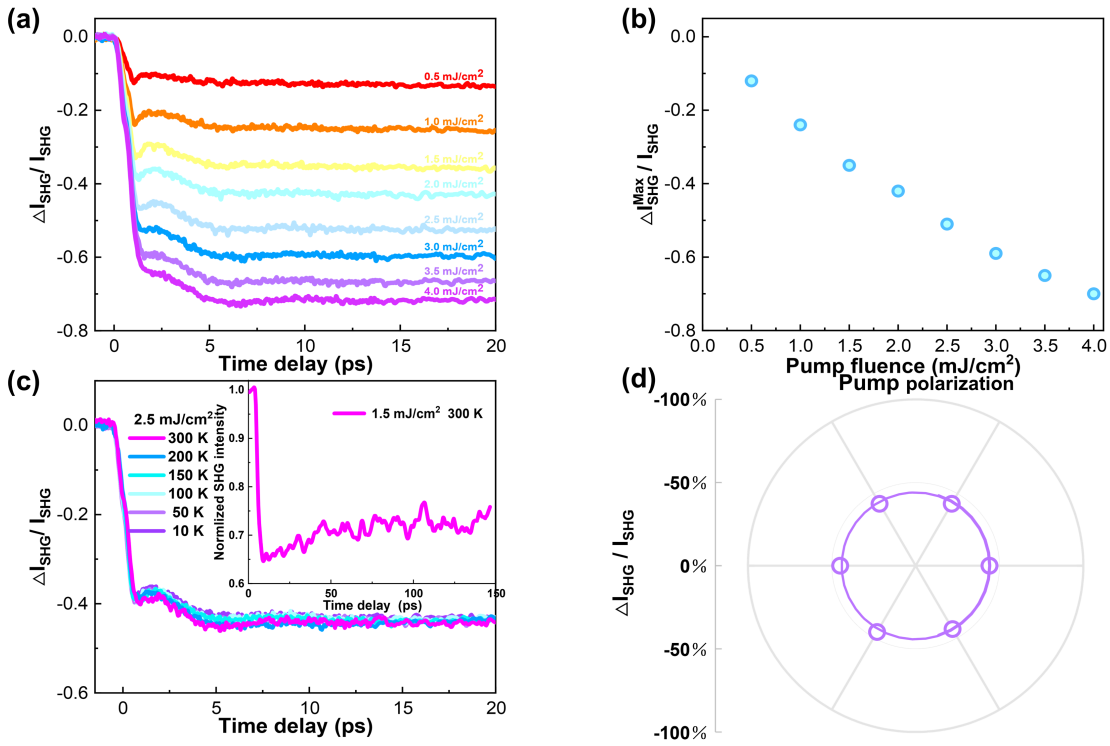 (a)
0.0
-0.2
-0.4
-0.6
-0.8
△I_SHG/ I_SHG
0.5 mJ/cm²
1.0 mJ/cm²
1.5 mJ/cm²
2.0 mJ/cm²
2.5 mJ/cm²
3.0 mJ/cm²
3.5 mJ/cm²
4.0 mJ/cm²
0 5 10 15 20
Time delay (ps)
(b)
0.0
-0.2
-0.4
-0.6
-0.8
△I^Max_SHG / I_SHG
0.0 0.5 1.0 1.5 2.0 2.5 3.0 3.5 4.0
Pump fluence (mJ/cm²)
(c)
0.0
-0.2
-0.4
-0.6
△I_SHG/ I_SHG
2.5 mJ/cm²
300 K
200 K
150 K
100 K
50 K
10 K
1.0
0.9
0.8
0.7
0.6
Normlized SHG intensity
1.5 mJ/cm² 300 K
0 50 100 150
Time delay (ps)
0 5 10 15 20
Time delay (ps)
(d)
Pump polarization
-100%
-50%
0%
-50%
-100%
△I_SHG / I_SHG